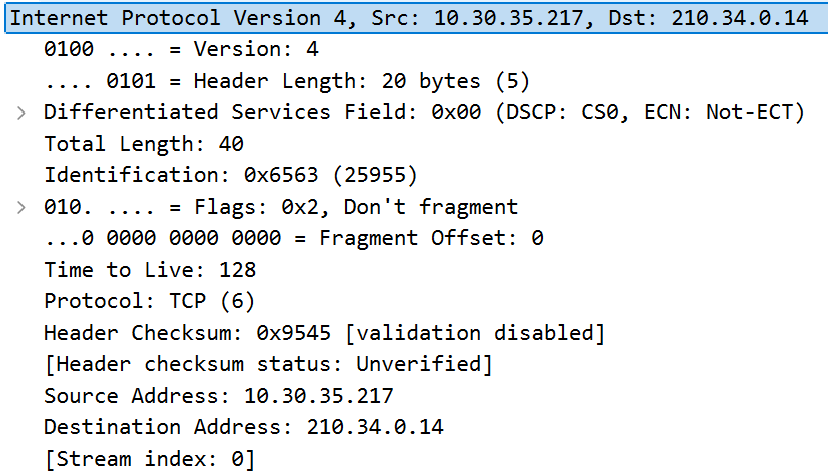 Internet Protocol Version 4, Src: 10.30.35.217, Dst: 210.34.0.14
0100 .... = Version: 4
.... 0101 = Header Length: 20 bytes (5)
Differentiated Services Field: 0x00 (DSCP: CS0, ECN: Not-ECT)
Total Length: 40
Identification: 0x6563 (25955)
010. .... = Flags: 0x2, Don't fragment
...0 0000 0000 0000 = Fragment Offset: 0
Time to Live: 128
Protocol: TCP (6)
Header Checksum: 0x9545 [validation disabled]
[Header checksum status: Unverified]
Source Address: 10.30.35.217
Destination Address: 210.34.0.14
[Stream index: 0]